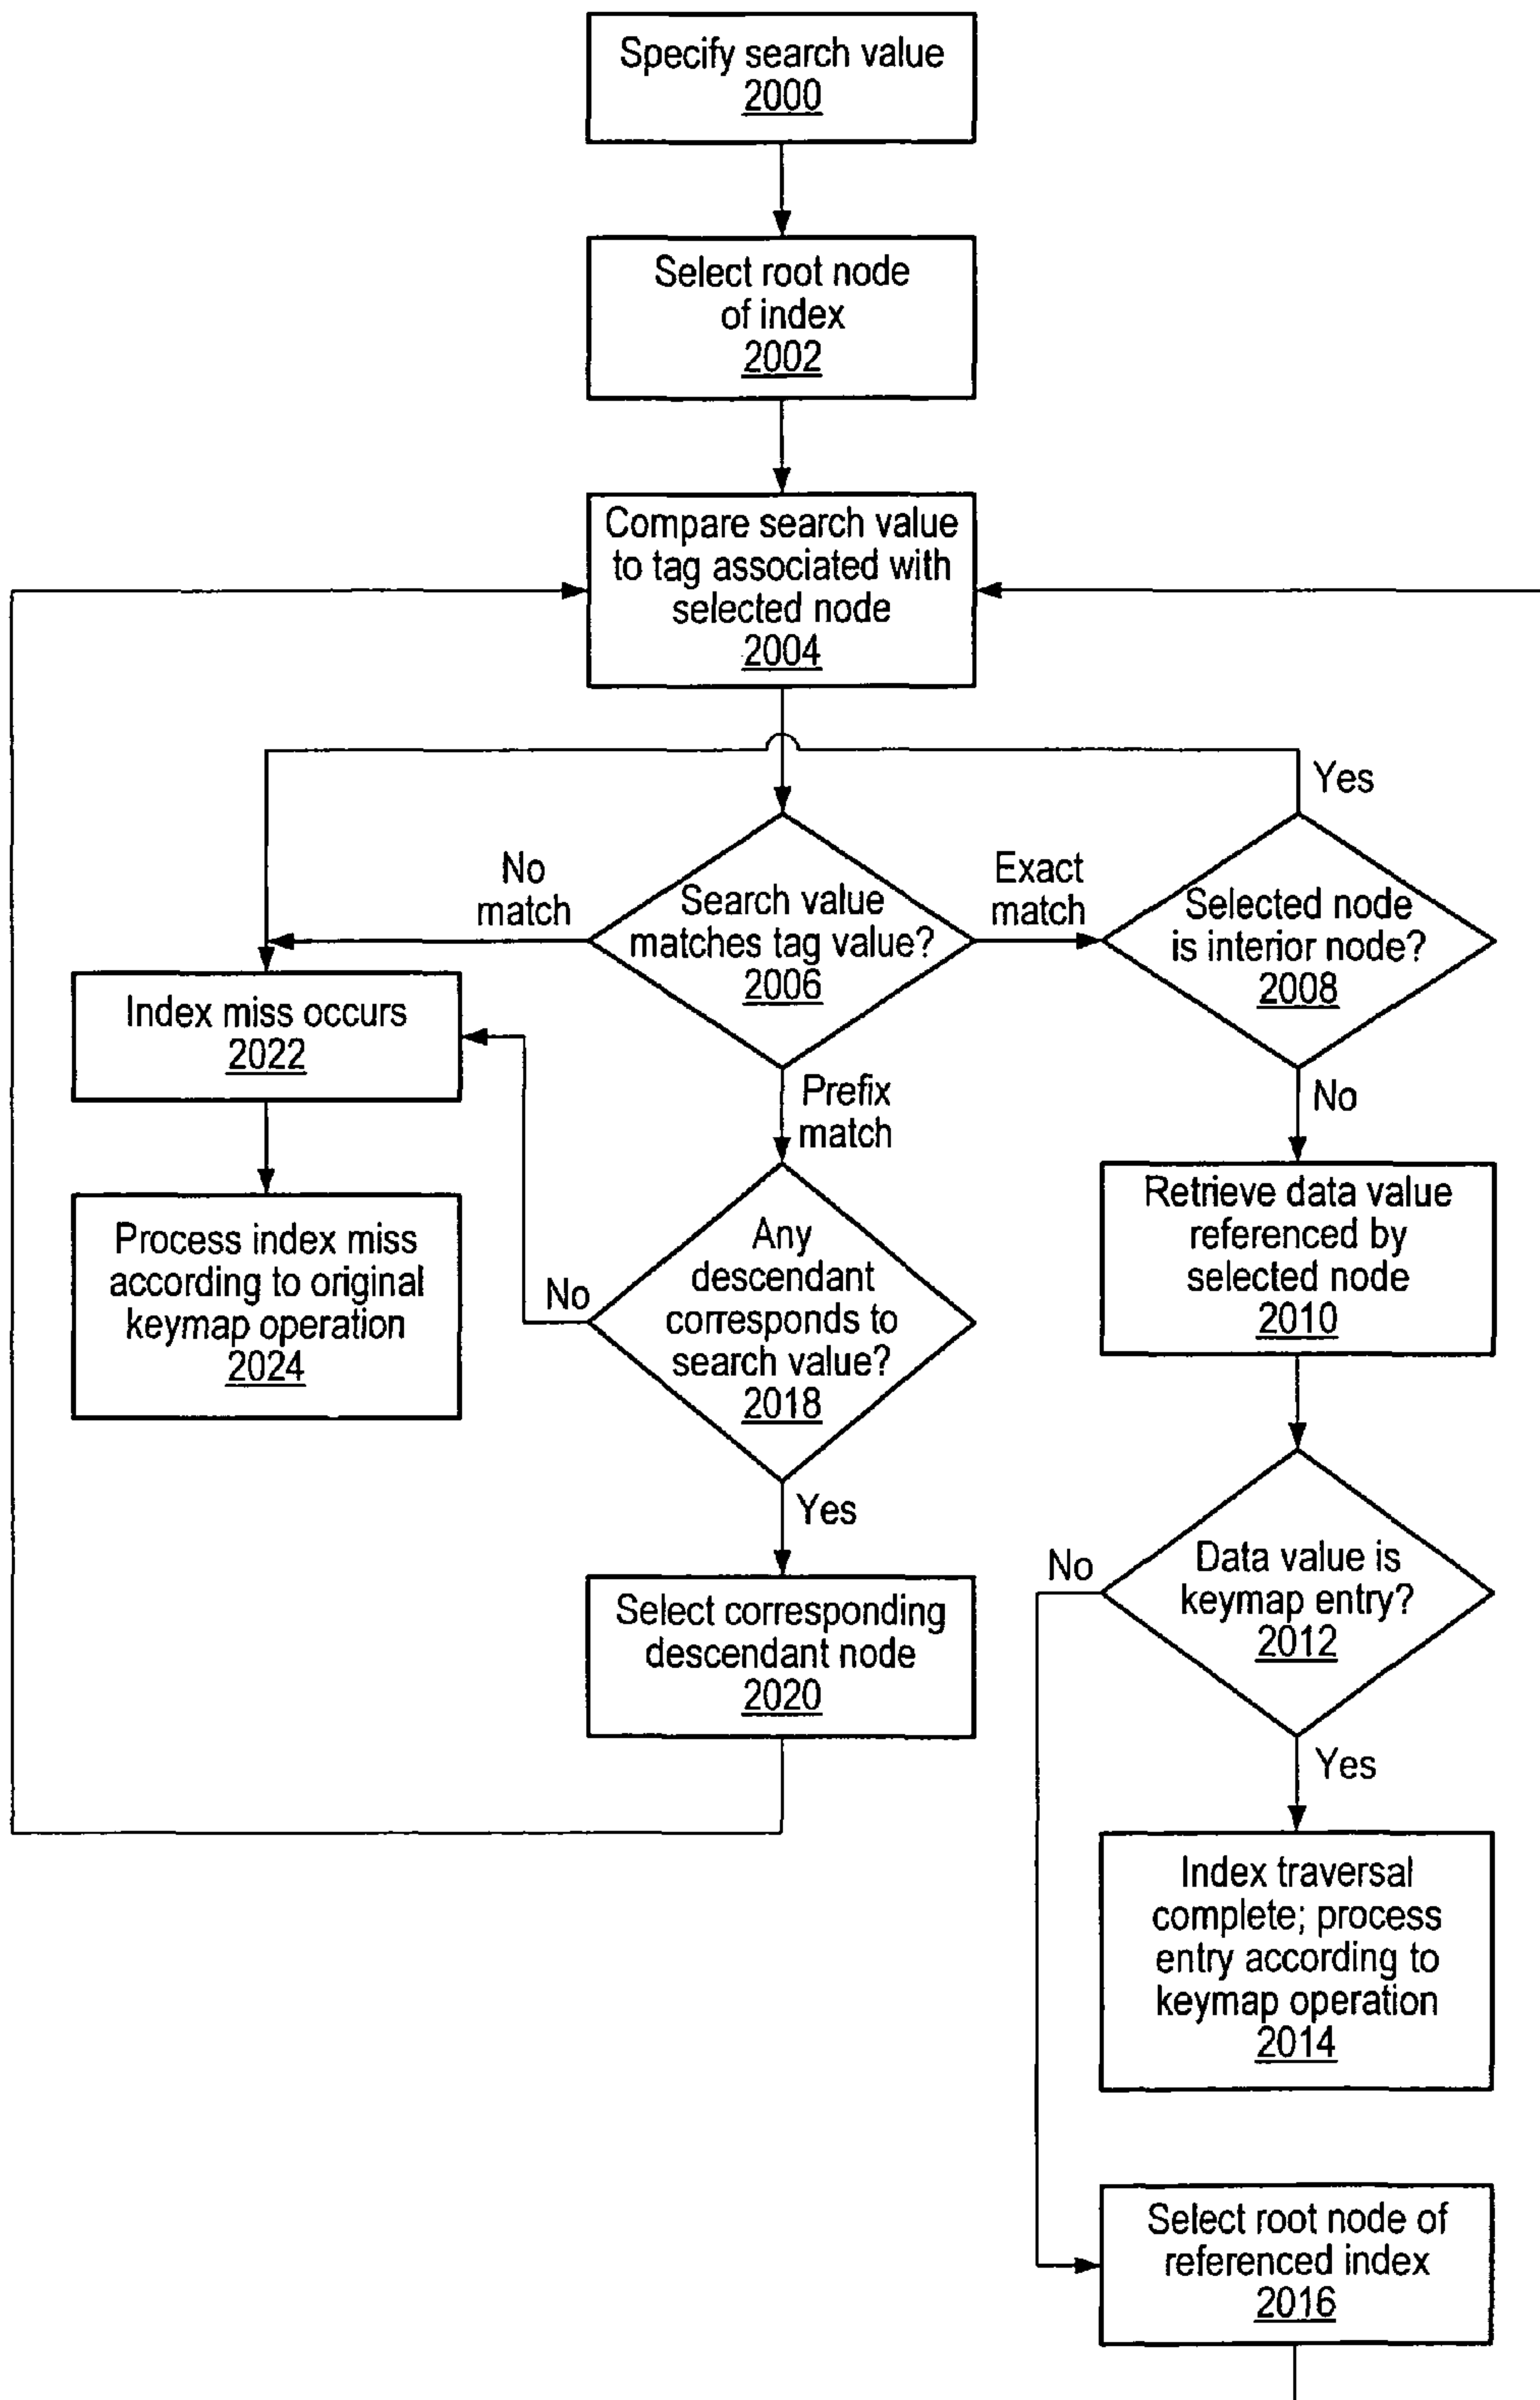 Specify search value
2000
Select root node
of index
2002
Compare search value
to tag associated with
selected node
2004
Yes
No
match
Search value
matches tag value?
2006
Exact
match
Selected node
is interior node?
2008
Index miss occurs
2022
Prefix
match
No
Process index miss
according to original
keymap operation
2024
No
Any
descendant
corresponds to
search value?
2018
Retrieve data value
referenced by
selected node
2010
Yes
Select corresponding
descendant node
2020
No
Data value is
keymap entry?
2012
Yes
Index traversal
complete; process
entry according to
keymap operation
2014
Select root node of
referenced index
2016